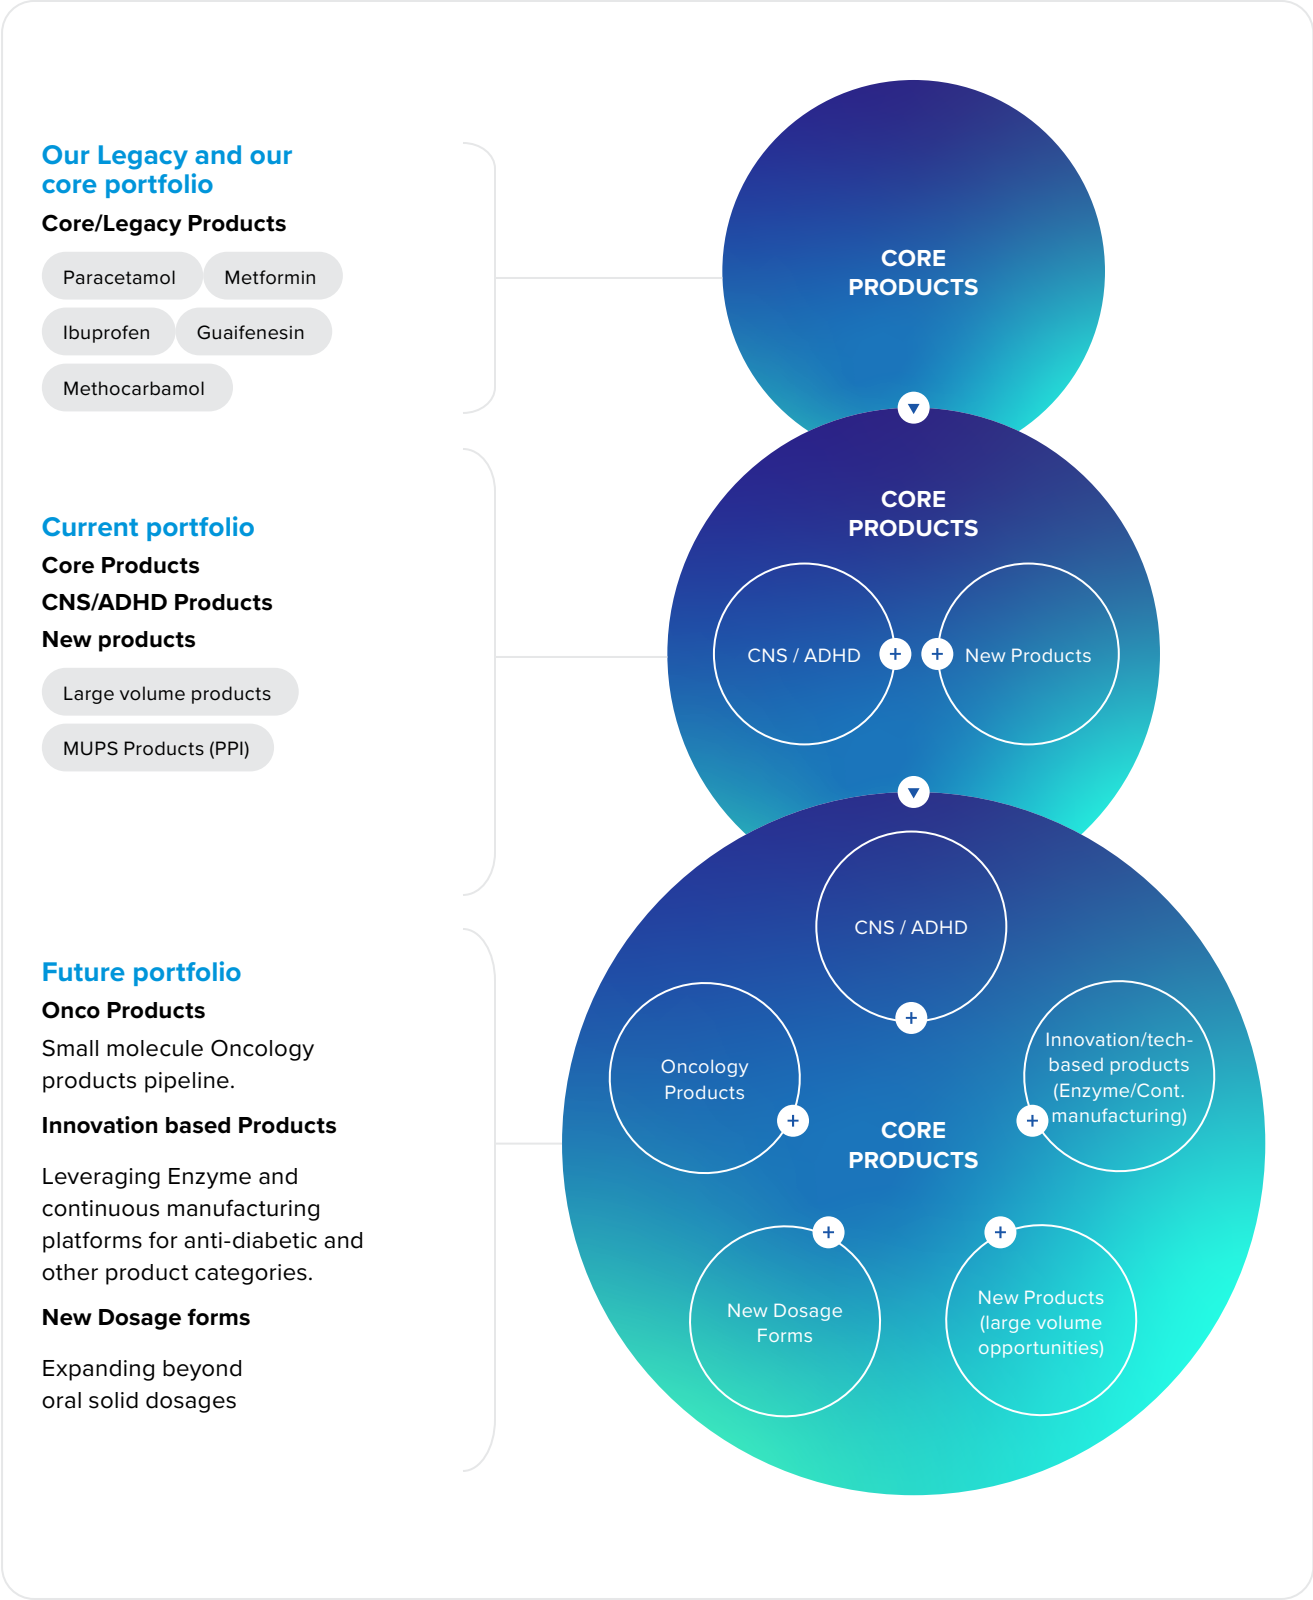 Our Legacy and our
core portfolio
Core/Legacy Products
Paracetamol
Metformin
Ibuprofen
Guaifenesin
Methocarbamol
CORE
PRODUCTS
Current portfolio
Core Products
CNS/ADHD Products
New products
Large volume products
MUPS Products (PPI)
CORE
PRODUCTS
CNS / ADHD
+
+
New Products
Future portfolio
Onco Products
Small molecule Oncology
products pipeline.
Innovation based Products
Leveraging Enzyme and
continuous manufacturing
platforms for anti-diabetic and
other product categories.
New Dosage forms
Expanding beyond
oral solid dosages
CNS / ADHD
+
Oncology
Products
+
Innovation/tech-
based products
(Enzyme/Cont.
manufacturing)
+
CORE
PRODUCTS
+
New Dosage
Forms
+
New Products
(large volume
opportunities)